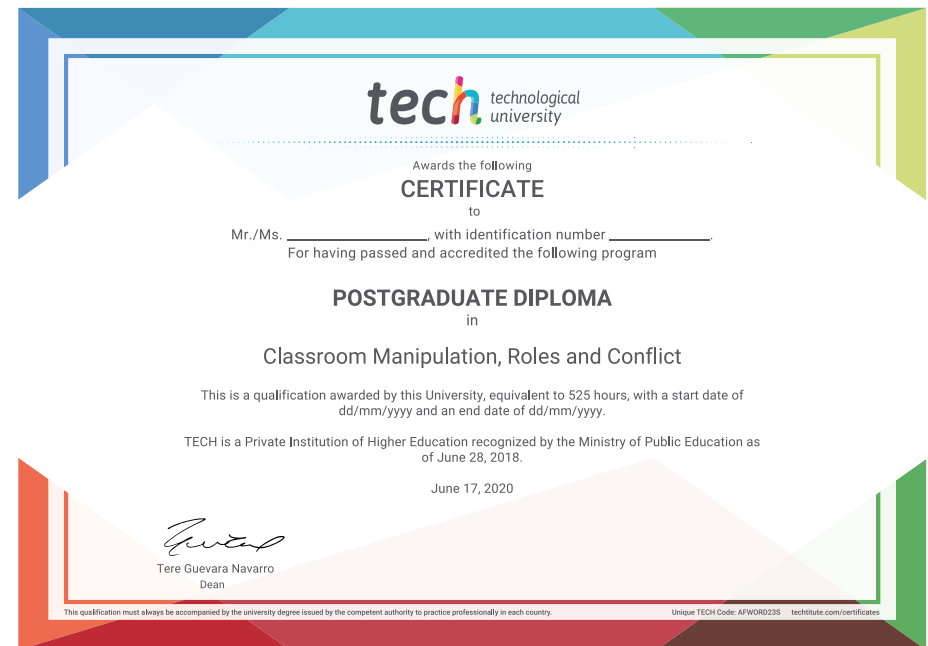 tech technological
university
Awards the following
CERTIFICATE
to
Mr./Ms. ____________, with identification number ____________.
For having passed and accredited the following program
POSTGRADUATE DIPLOMA
in
Classroom Manipulation, Roles and Conflict
This is a qualification awarded by this University, equivalent to 525 hours, with a start date of
dd/mm/yyyy and an end date of dd/mm/yyyy.
TECH is a Private Institution of Higher Education recognized by the Ministry of Public Education as
of June 28, 2018.
June 17, 2020
Tere Guevara Navarro
Dean
This qualification must always be accompanied by the university degree issued by the competent authority to practice professionally in each country.
Unique TECH Code: AFWORD23S techtitute.com/certificates